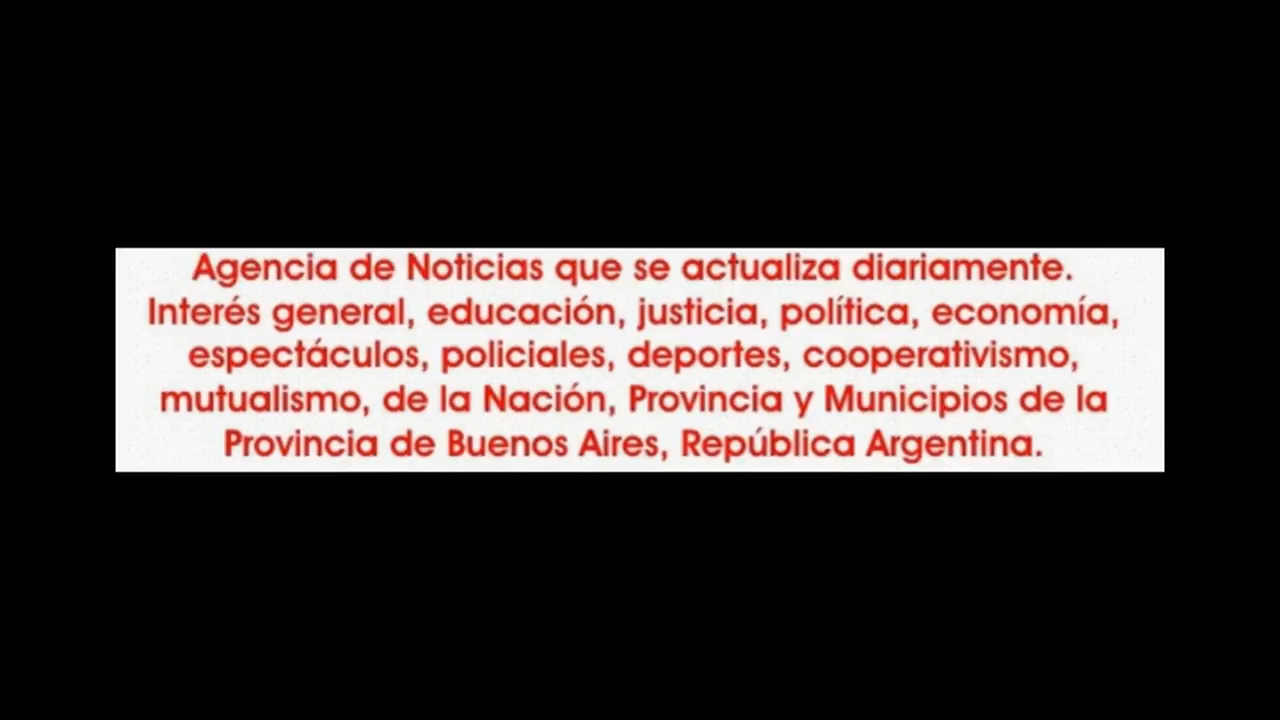 Agencia de Noticias que se actualiza diariamente.
Interés general, educación, justicia, política, economía,
espectáculos, policiales, deportes, cooperativismo,
mutualismo, de la Nación, Provincia y Municipios de la
Provincia de Buenos Aires, República Argentina.